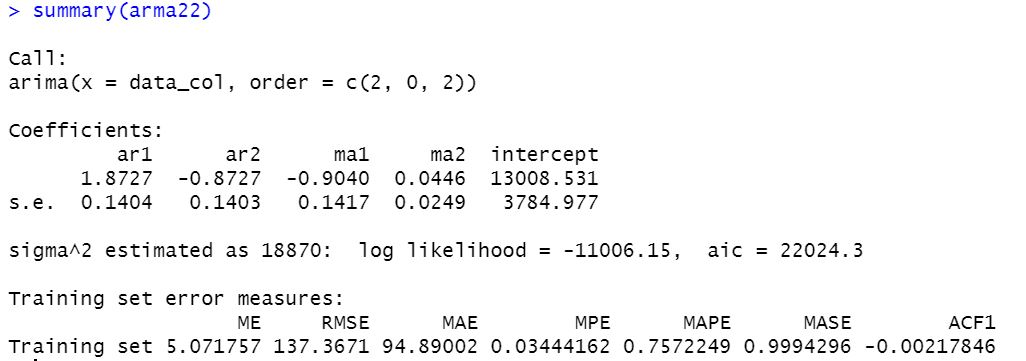 > summary(arma22)
Call:
arima(x = data_col, order = c(2, 0, 2))
Coefficients:
ar1 ar2 ma1 ma2 intercept
1.8727 -0.8727 -0.9040 0.0446 13008.531
s.e. 0.1404 0.1403 0.1417 0.0249 3784.977
sigma^2 estimated as 18870: log likelihood = -11006.15, aic = 22024.3
Training set error measures:
ME RMSE MAE MPE MAPE MASE ACF1
Training set 5.071757 137.3671 94.89002 0.03444162 0.7572249 0.9994296 -0.00217846